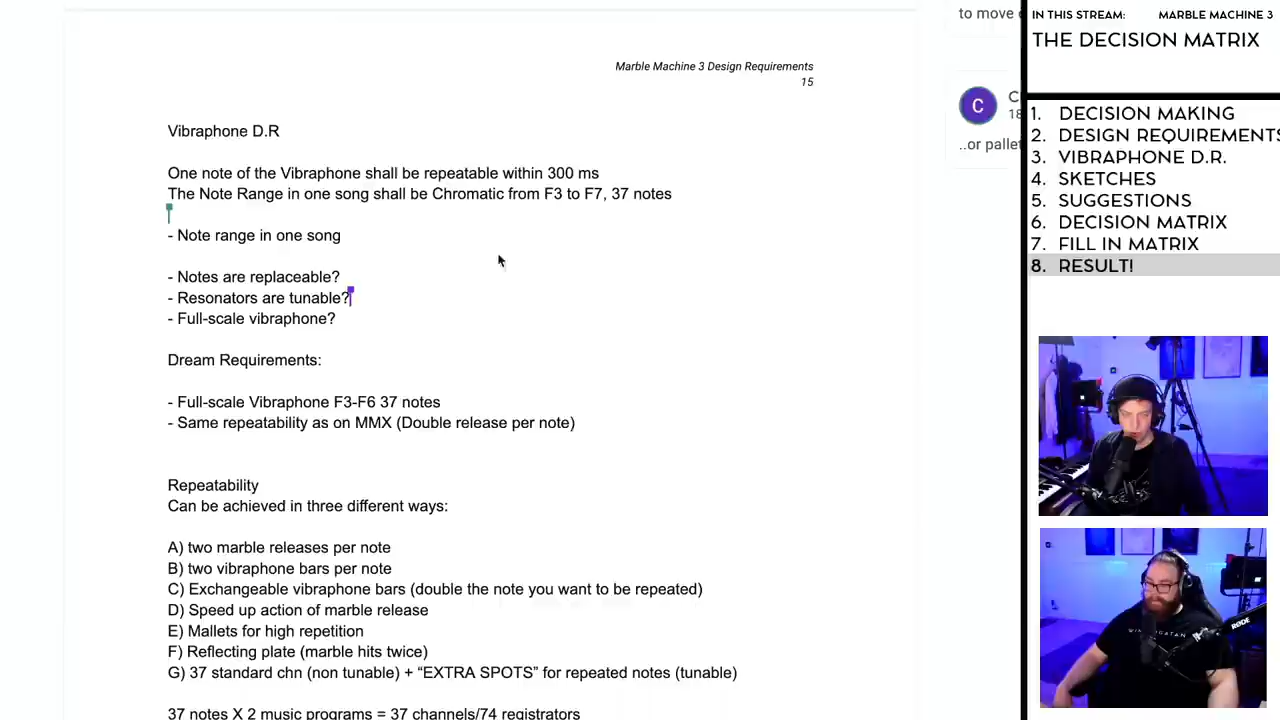 to move
IN THIS STREAM: MARBLE MACHINE 3
THE DECISION MATRIX
1. DECISION MAKING
2. DESIGN REQUIREMENTS
3. VIBRAPHONE D.R.
4. SKETCHES
5. SUGGESTIONS
6. DECISION MATRIX
7. FILL IN MATRIX
8. RESULT!
Marble Machine 3 Design Requirements
15
C
C
18
..or pallet
Vibraphone D.R
One note of the Vibraphone shall be repeatable within 300 ms
The Note Range in one song shall be Chromatic from F3 to F7, 37 notes
- Note range in one song
- Notes are replaceable?
- Resonators are tunable?
- Full-scale vibraphone?
Dream Requirements:
- Full-scale Vibraphone F3-F6 37 notes
- Same repeatability as on MMX (Double release per note)
Repeatability
Can be achieved in three different ways:
A) two marble releases per note
B) two vibraphone bars per note
C) Exchangeable vibraphone bars (double the note you want to be repeated)
D) Speed up action of marble release
E) Mallets for high repetition
F) Reflecting plate (marble hits twice)
G) 37 standard chn (non tunable) + “EXTRA SPOTS” for repeated notes (tunable)
37 notes X 2 music programs = 37 channels/74 registrators
RØDE